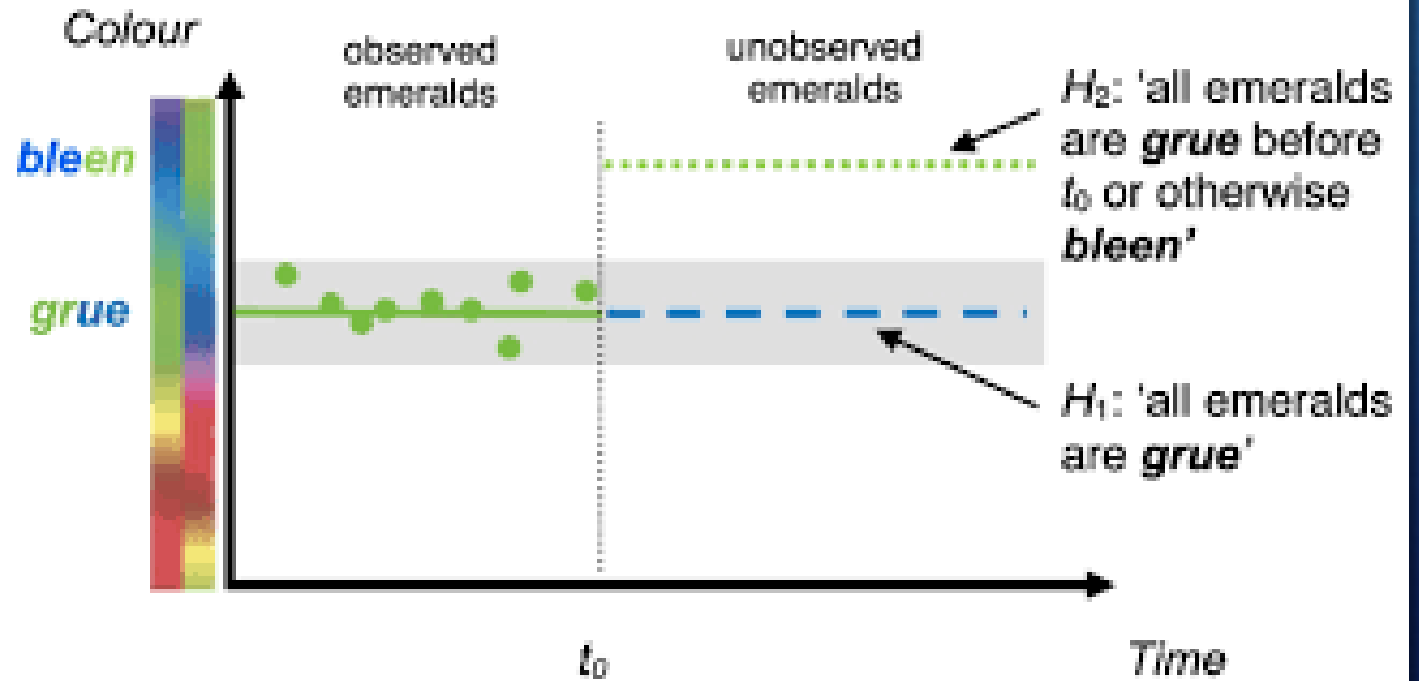 Colour
observed
emeralds
unobserved
emeralds
bleen
grue
H₂: 'all emeralds
are grue before
t₀ or otherwise
bleen'
H₁: 'all emeralds
are grue'
t₀
Time